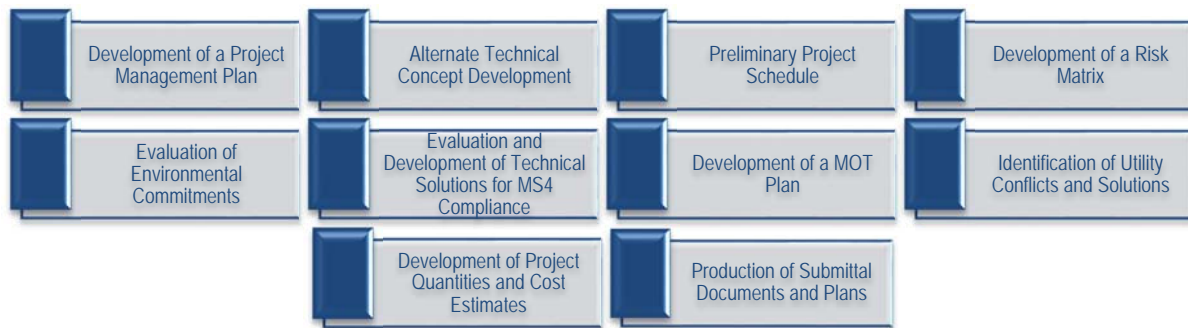 Development of a Project
Management Plan
Alternate Technical
Concept Development
Preliminary Project
Schedule
Development of a Risk
Matrix
Evaluation of
Environmental
Commitments
Evaluation and
Development of Technical
Solutions for MS4
Compliance
Development of a MOT
Plan
Identification of Utility
Conflicts and Solutions
Development of Project
Quantities and Cost
Estimates
Production of Submittal
Documents and Plans